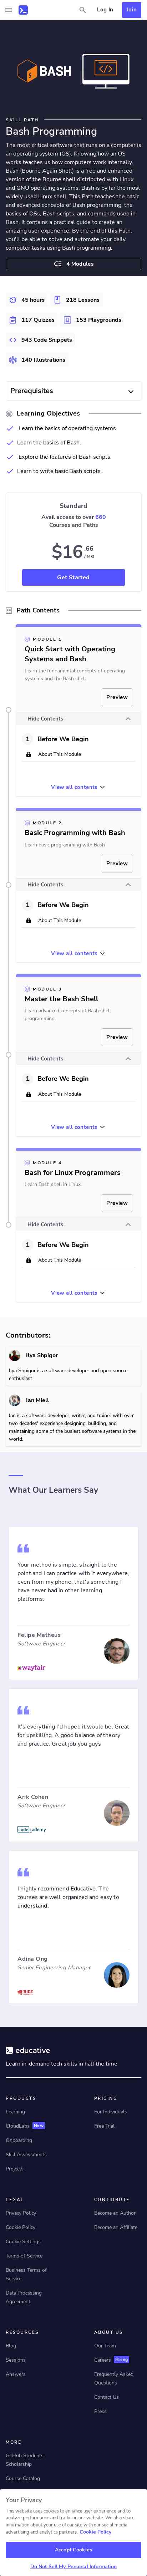 Log In
Join
BASH
SKILL PATH
Bash Programming
The most critical software that runs on a computer is its operating system (OS). Knowing how an OS works teaches us how computers work internally. Bash (Bourne Again Shell) is a free and enhanced version of the Bourne shell distributed with Linux and GNU operating systems. Bash is by far the most widely used Linux shell. This Path teaches the basic and advanced concepts of Bash programming, the basics of OSs, Bash scripts, and commands used in Bash. It contains a practical guide to create an amazing user experience. By the end of this Path, you'll be able to solve and automate your daily computer tasks using Bash programming.
4 Modules
45 hours
218 Lessons
117 Quizzes
153 Playgrounds
943 Code Snippets
140 Illustrations
Prerequisites
Learning Objectives
Learn the basics of operating systems.
Learn the basics of Bash.
Explore the features of Bash scripts.
Learn to write basic Bash scripts.
Standard
Avail access to over 660
Courses and Paths
$16 .66
/ MO
Get Started
Path Contents
MODULE 1
Quick Start with Operating Systems and Bash
Learn the fundamental concepts of operating systems and the Bash shell.
Preview
Hide Contents
1 Before We Begin
About This Module
View all contents
MODULE 2
Basic Programming with Bash
Learn basic programming with Bash
Preview
Hide Contents
1 Before We Begin
About This Module
View all contents
MODULE 3
Master the Bash Shell
Learn advanced concepts of Bash shell programming.
Preview
Hide Contents
1 Before We Begin
About This Module
View all contents
MODULE 4
Bash for Linux Programmers
Learn Bash shell in Linux.
Preview
Hide Contents
1 Before We Begin
About This Module
View all contents
Contributors:
Ilya Shpigor
Ilya Shpigor is a software developer and open source enthusiast.
Ian Miell
Ian is a software developer, writer, and trainer with over two decades' experience designing, building, and maintaining some of the busiest software systems in the world.
What Our Learners Say
Your method is simple, straight to the point and I can practice with it everywhere, even from my phone, that's something I have never had in other learning platforms.
Felipe Matheus
Software Engineer
wayfair
It's everything I'd hoped it would be. Great for upskilling. A good balance of theory and practice. Great job you guys
Arik Cohen
Software Engineer
codecademy
I highly recommend Educative. The courses are well organized and easy to understand.
Adina Ong
Senior Engineering Manager
educative
Learn in-demand tech skills in half the time
PRODUCTS
Learning
CloudLabs New
Onboarding
Skill Assessments
Projects
PRICING
For Individuals
Free Trial
LEGAL
Privacy Policy
Cookie Policy
Cookie Settings
Terms of Service
Business Terms of Service
Data Processing Agreement
CONTRIBUTE
Become an Author
Become an Affiliate
RESOURCES
Blog
Sessions
Answers
ABOUT US
Our Team
Careers Hiring
Frequently Asked Questions
Contact Us
Press
MORE
GitHub Students Scholarship
Course Catalog
Your Privacy
We utilize cookies to enhance your website experience and monitor performance and traffic on our website. We may share information about your use of our site with our social media, advertising and analytics partners. Cookie Policy
Accept Cookies
Do Not Sell My Personal Information